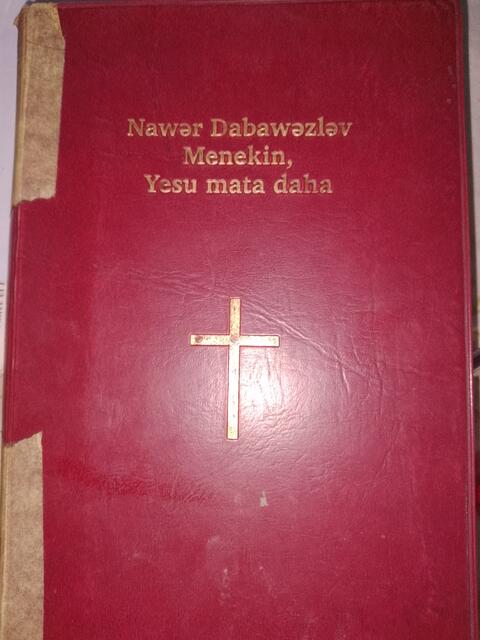 Nawər Dabawəzləv
Menekin,
Yesu mata daha